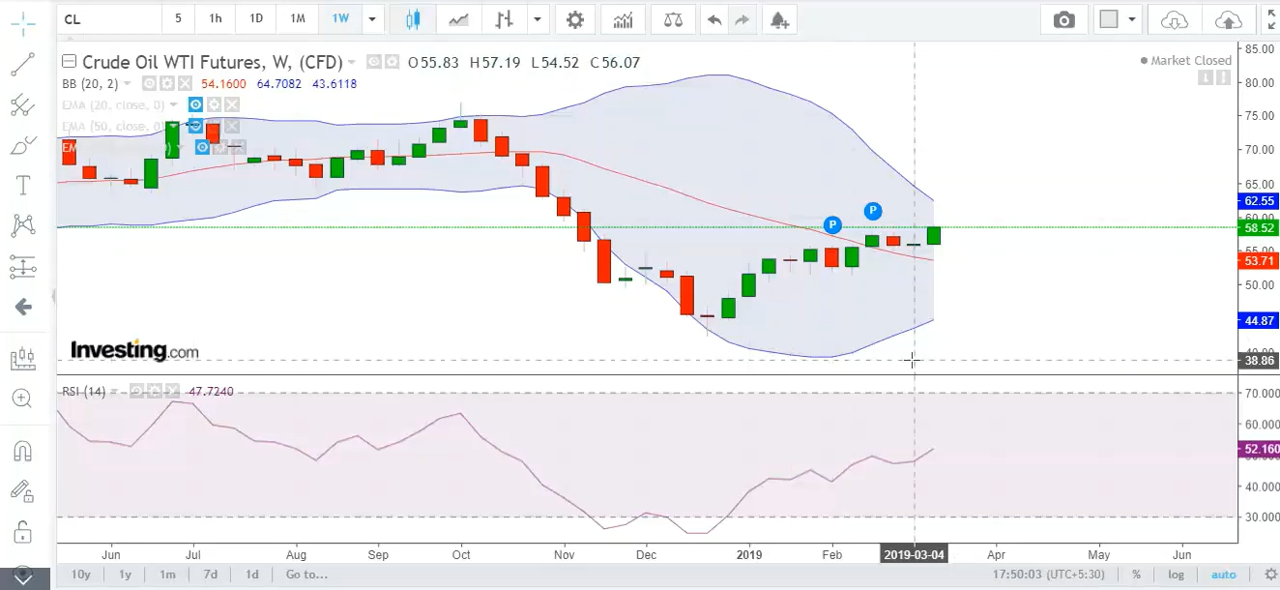 CL 5 1h 1D 1M 1W
Crude Oil WTI Futures, W, (CFD) O55.83 H57.19 L54.52 C56.07
Market Closed
BB (20, 2) 54.1600 64.7082 43.6118
EMA (20, close, 0)
EMA (50, close, 0)
85.00
80.00
75.00
70.00
65.00
62.55
60.00
58.52
55.00
53.71
50.00
44.87
40.00
38.86
P
P
Investing.com
RSI (14) 47.7240
70.000
60.000
52.160
40.000
30.000
Jun Jul Aug Sep Oct Nov Dec 2019 Feb 2019-03-04 Apr May Jun
10y 1y 1m 7d 1d Go to... 17:50:03 (UTC+5:30) % log auto